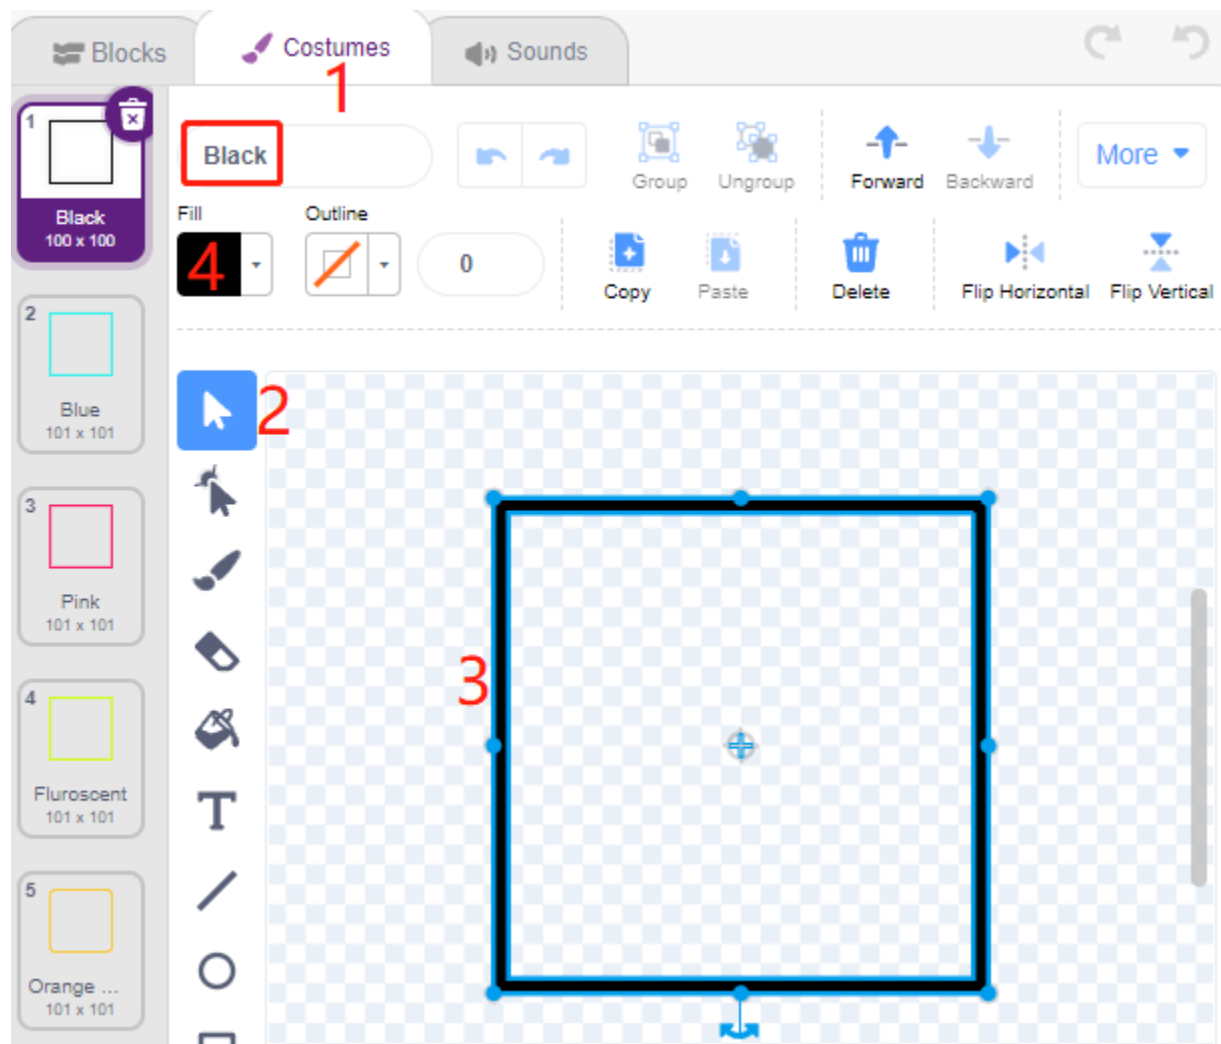 Blocks
Costumes
Sounds
1
1
Black
Group
Ungroup
Forward
Backward
More
Black
100 x 100
Fill
Outline
4
0
Copy
Paste
Delete
Flip Horizontal
Flip Vertical
2
Blue
101 x 101
2
3
Pink
101 x 101
3
4
Fluroscent
101 x 101
T
5
Orange ...
101 x 101